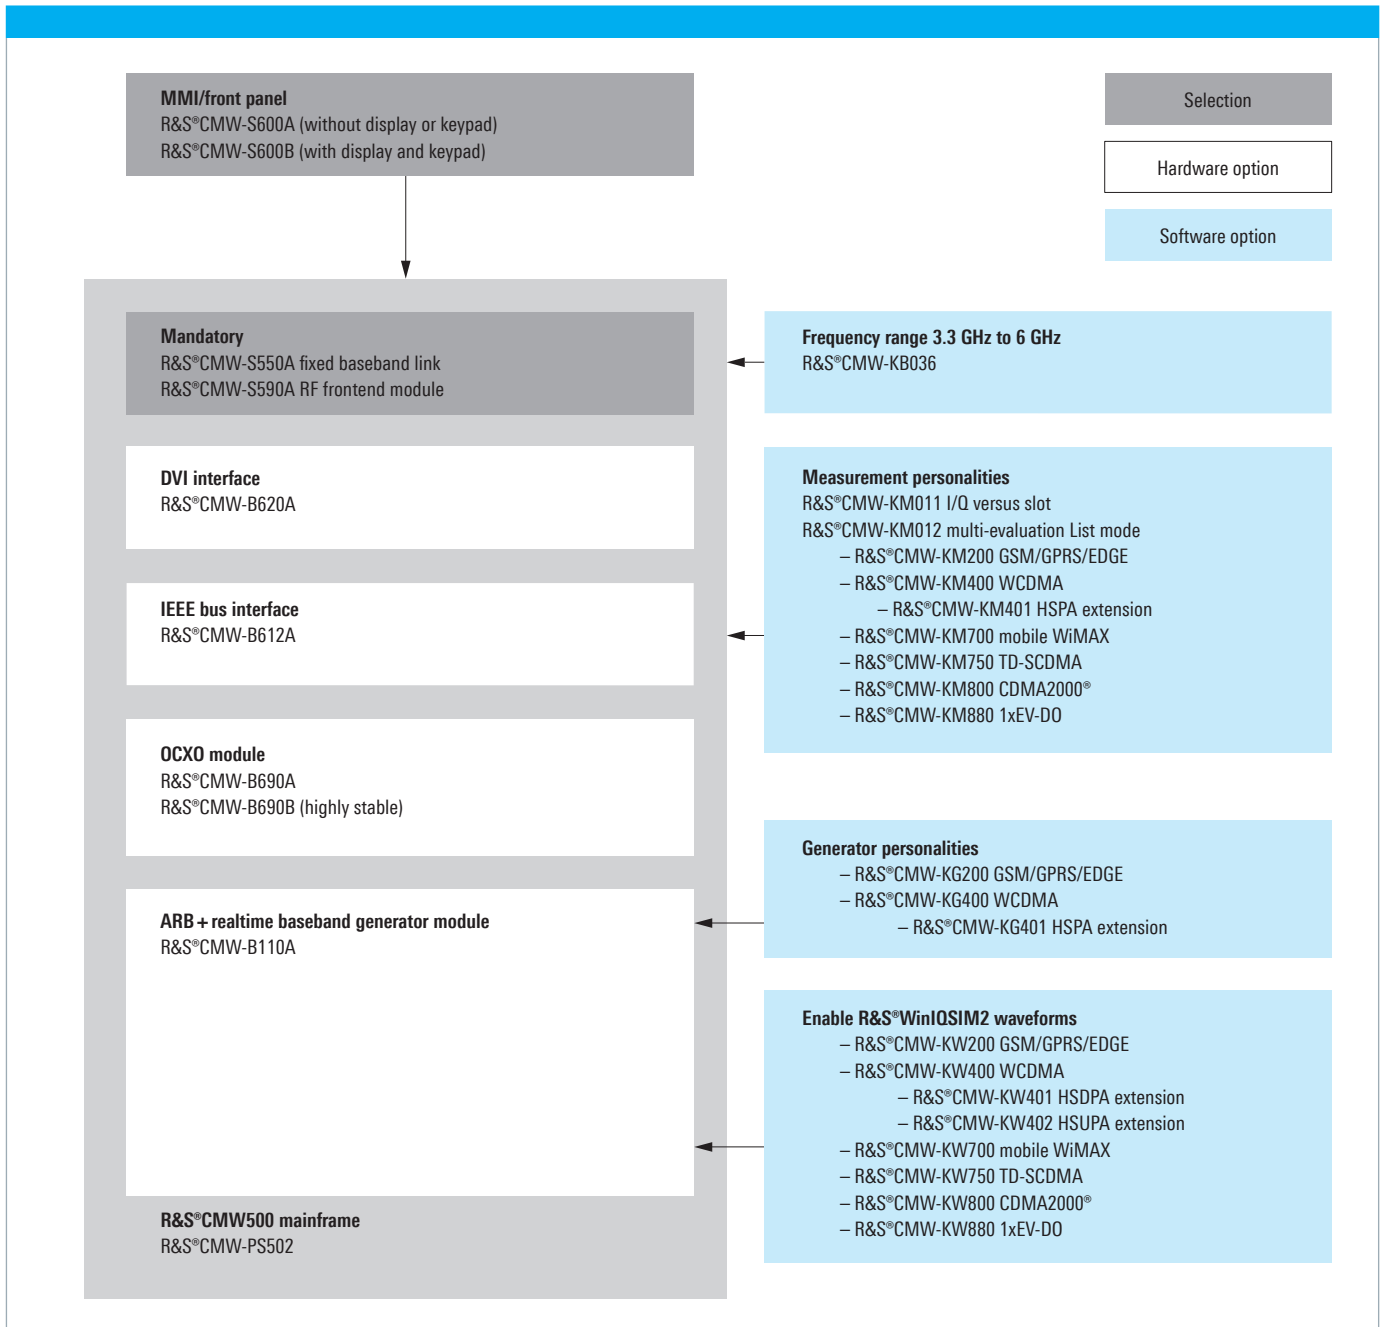 MMI/front panel
R&S®CMW-S600A (without display or keypad)
R&S®CMW-S600B (with display and keypad)
Selection
Hardware option
Software option
Mandatory
R&S®CMW-S550A fixed baseband link
R&S®CMW-S590A RF frontend module
DVI interface
R&S®CMW-B620A
IEEE bus interface
R&S®CMW-B612A
OCXO module
R&S®CMW-B690A
R&S®CMW-B690B (highly stable)
ARB + realtime baseband generator module
R&S®CMW-B110A
R&S®CMW500 mainframe
R&S®CMW-PS502
Frequency range 3.3 GHz to 6 GHz
R&S®CMW-KB036
Measurement personalities
R&S®CMW-KM011 I/Q versus slot
R&S®CMW-KM012 multi-evaluation List mode
– R&S®CMW-KM200 GSM/GPRS/EDGE
– R&S®CMW-KM400 WCDMA
– R&S®CMW-KM401 HSPA extension
– R&S®CMW-KM700 mobile WiMAX
– R&S®CMW-KM750 TD-SCDMA
– R&S®CMW-KM800 CDMA2000®
– R&S®CMW-KM880 1xEV-DO
Generator personalities
– R&S®CMW-KG200 GSM/GPRS/EDGE
– R&S®CMW-KG400 WCDMA
– R&S®CMW-KG401 HSPA extension
Enable R&S®WinIQSIM2 waveforms
– R&S®CMW-KW200 GSM/GPRS/EDGE
– R&S®CMW-KW400 WCDMA
– R&S®CMW-KW401 HSDPA extension
– R&S®CMW-KW402 HSUPA extension
– R&S®CMW-KW700 mobile WiMAX
– R&S®CMW-KW750 TD-SCDMA
– R&S®CMW-KW800 CDMA2000®
– R&S®CMW-KW880 1xEV-DO